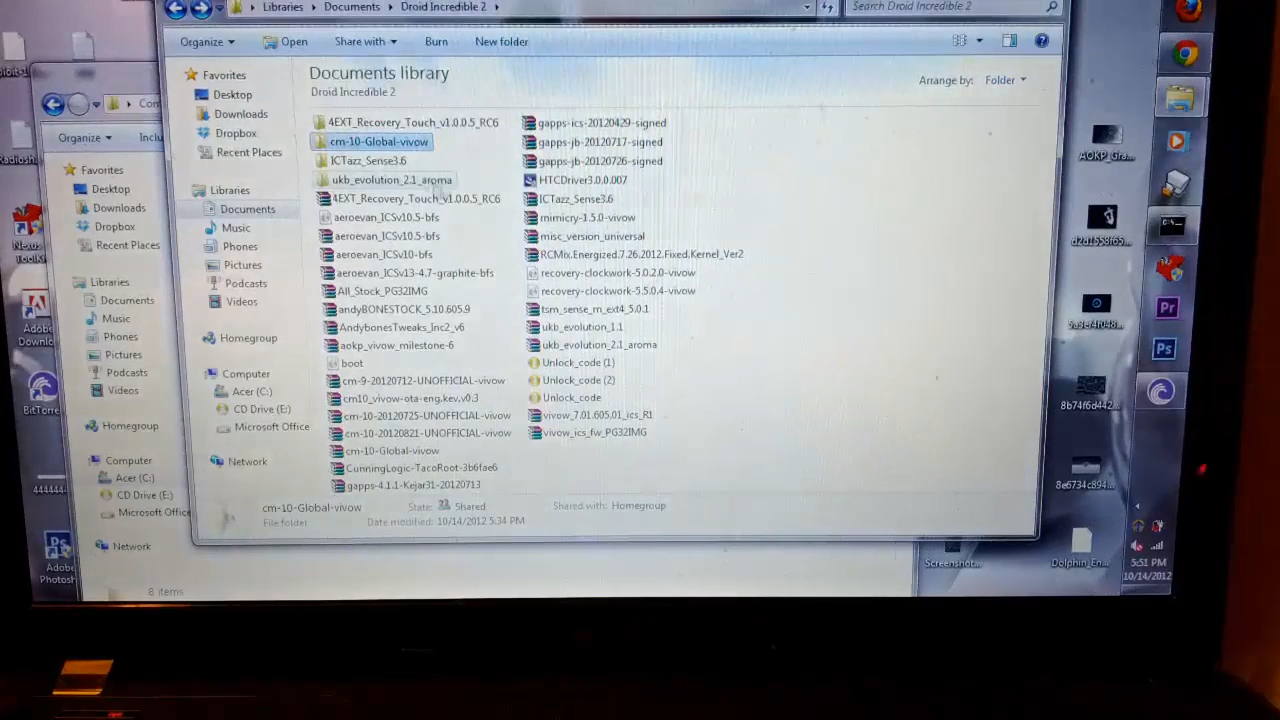 Libraries
Documents
Droid Incredible 2
Search Droid Incredible 2
Organize
Open
Share with
Burn
New folder
Favorites
Desktop
Downloads
Dropbox
Recent Places
Libraries
Documents
Music
Phones
Pictures
Podcasts
Videos
Homegroup
Computer
Acer (C:)
CD Drive (E:)
Microsoft Office
Network
Documents library
Droid Incredible 2
Arrange by: Folder
4EXT_Recovery_Touch_v1.0.0.5_RC6
cm-10-Global-vivow
ICTazz_Sense3.6
ukb_evolution_2.1_aroma
4EXT_Recovery_Touch_v1.0.0.5_RC6
aeroevan_ICSv10.5-bfs
aeroevan_ICSv10.5-bfs
aeroevan_ICSv10-bfs
aeroevan_ICSv13-4.7-graphite-bfs
All_Stock_PG32IMG
andyBONESTOCK_5.10.605.9
AndybonesTweaks_Inc2_v6
aokp_vivow_milestone-6
boot
cm-9-20120712-UNOFFICIAL-vivow
cm10_vivow-ota-eng.kev.v0.3
cm-10-20120725-UNOFFICIAL-vivow
cm-10-20120821-UNOFFICIAL-vivow
cm-10-Global-vivow
CunningLogic-TacoRoot-3b6fae6
gapps-4.1.1-Kejar31-20120713
gapps-ics-20120429-signed
gapps-jb-20120717-signed
gapps-jb-20120726-signed
HTCDriver3.0.0.007
ICTazz_Sense3.6
mimicry-1.5.0-vivow
misc_version_universal
RCMix.Energized.7.26.2012.Fixed.Kernel_Ver2
recovery-clockwork-5.0.2.0-vivow
recovery-clockwork-5.5.0.4-vivow
tsm_sense_m_ext4_5.0.1
ukb_evolution_1.1
ukb_evolution_2.1_aroma
Unlock_code (1)
Unlock_code (2)
Unlock_code
vivow_7.01.605.01_ics_R1
vivow_ics_fw_PG32IMG
cm-10-Global-vivow
State: Shared
Shared with: Homegroup
File folder
Date modified: 10/14/2012 5:34 PM
Organize
Favorites
Desktop
Downloads
Dropbox
Recent Places
Libraries
Documents
Music
Phones
Pictures
Podcasts
Videos
Homegroup
Computer
Acer (C:)
CD Drive (E:)
Microsoft Office
Network
8 items
Nexus
Adobe
BitTorre
Adobe
Photosh
AOKP_Gra...
d2d1558f65...
8b74f6d442...
8e6734c894...
Screenshot...
Dolphin_En...
Pr
Ps
5:51 PM
10/14/2012